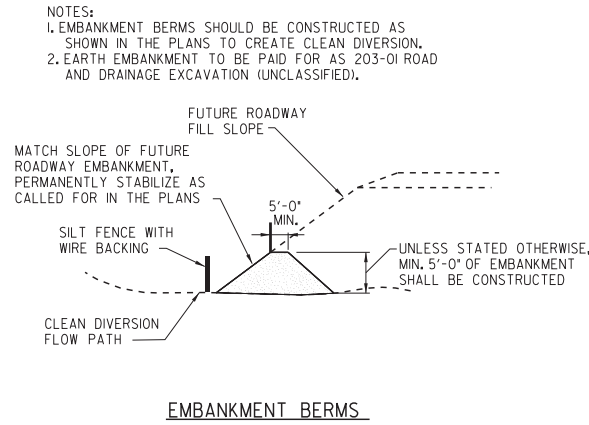 NOTES:
1. EMBANKMENT BERMS SHOULD BE CONSTRUCTED AS
SHOWN IN THE PLANS TO CREATE CLEAN DIVERSION.
2. EARTH EMBANKMENT TO BE PAID FOR AS 203-01 ROAD
AND DRAINAGE EXCAVATION (UNCLASSIFIED).
FUTURE ROADWAY
FILL SLOPE
MATCH SLOPE OF FUTURE
ROADWAY EMBANKMENT,
PERMANENTLY STABILIZE AS
CALLED FOR IN THE PLANS
5'-0"
MIN.
SILT FENCE WITH
WIRE BACKING
UNLESS STATED OTHERWISE,
MIN. 5'-0" OF EMBANKMENT
SHALL BE CONSTRUCTED
CLEAN DIVERSION
FLOW PATH
EMBANKMENT BERMS